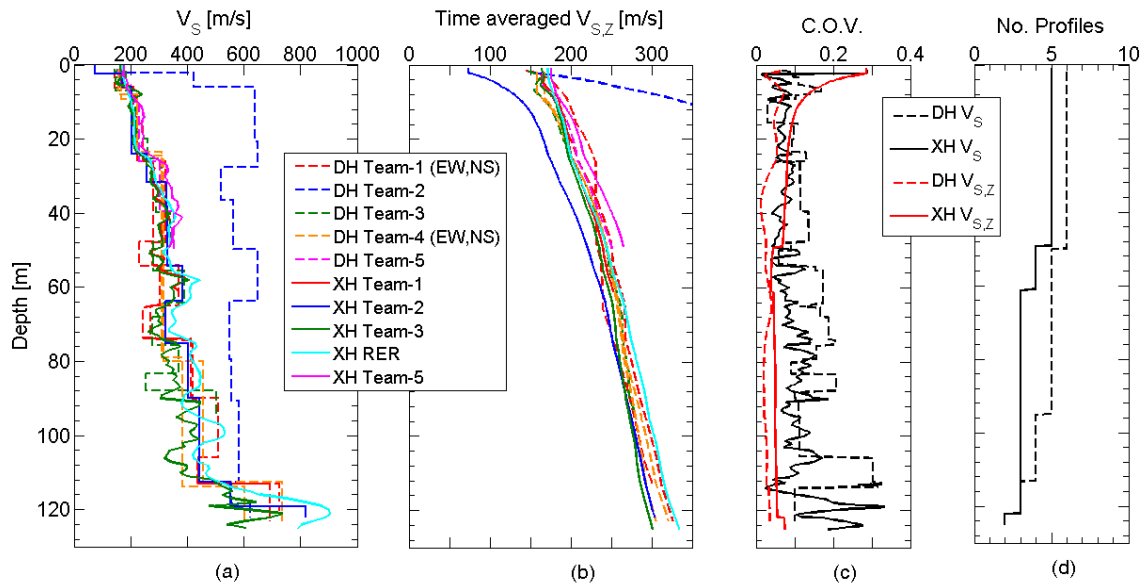 V_S [m/s]
Time averaged V_S,Z [m/s]
C.O.V.
No. Profiles
0 200 400 600 800 1000
0 100 200 300
0 0.2 0.4
0 5 10
Depth [m]
0
20
40
60
80
100
120
DH Team-1 (EW,NS)
DH Team-2
DH Team-3
DH Team-4 (EW,NS)
DH Team-5
XH Team-1
XH Team-2
XH Team-3
XH RER
XH Team-5
DH V_S
XH V_S
DH V_S,Z
XH V_S,Z
(a) (b) (c) (d)